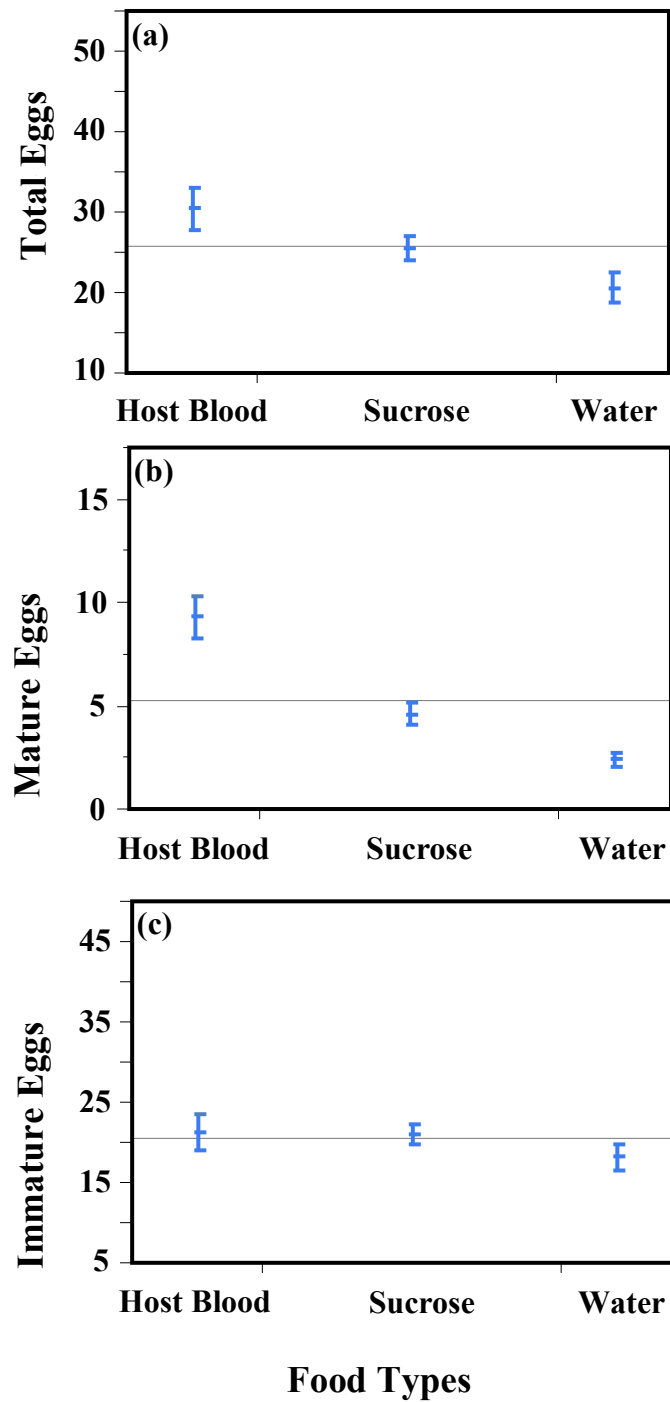 (a)
Total Eggs
50
40
30
20
10
Host Blood Sucrose Water
(b)
Mature Eggs
15
10
5
0
Host Blood Sucrose Water
(c)
Immature Eggs
45
35
25
15
5
Host Blood Sucrose Water
Food Types